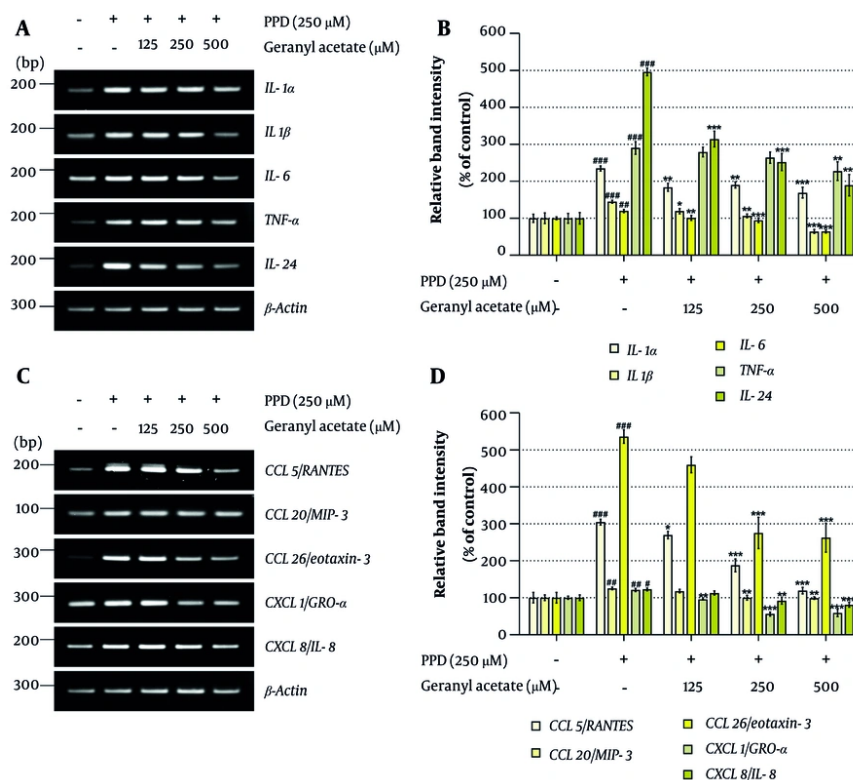 A
- + + + + PPD (250 µM)
- - 125 250 500 Geranyl acetate (µM)
(bp)
200 IL- 1α
200 IL 1β
200 IL- 6
200 TNF-α
200 IL- 24
300 β-Actin
B
Relative band intensity
(% of control)
600
500
400
300
200
100
0
### ### ## ### ###
** * ** ***
** ** *** ***
*** *** *** ** **
PPD (250 µM) - + + + +
Geranyl acetate (µM)- - 125 250 500
IL- 1α
IL 1β
IL- 6
TNF-α
IL- 24
C
- + + + + PPD (250 µM)
- - 125 250 500 Geranyl acetate (µM)
(bp)
200 CCL 5/RANTES
100 CCL 20/MIP- 3
300 CCL 26/eotaxin- 3
300 CXCL 1/GRO-α
200 CXCL 8/IL- 8
300 β-Actin
D
Relative band intensity
(% of control)
600
500
400
300
200
100
0
### ## ### ## #
* **
*** ** *** *** **
*** ** *** *** ***
PPD (250 µM) - + + + +
Geranyl acetate (µM)- - 125 250 500
CCL 5/RANTES
CCL 20/MIP- 3
CCL 26/eotaxin- 3
CXCL 1/GRO-α
CXCL 8/IL- 8